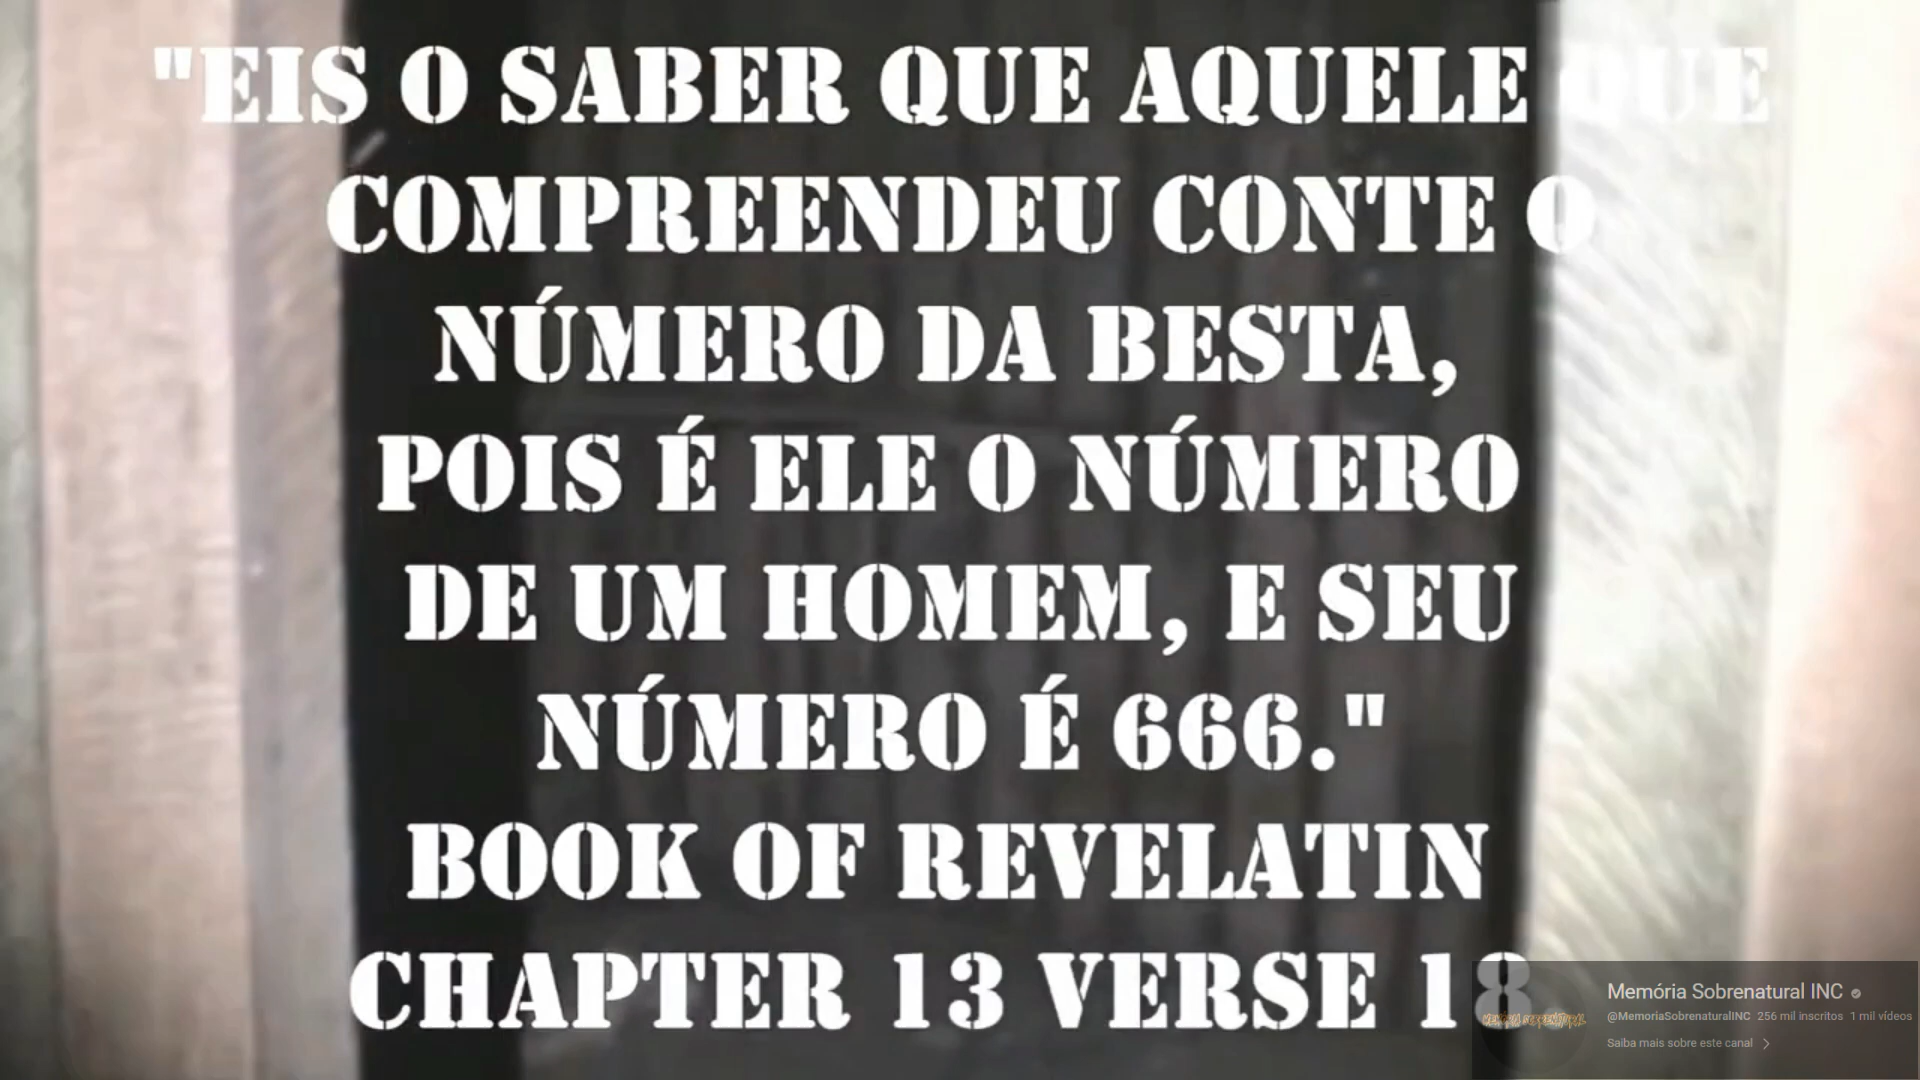 "EIS O SABER QUE AQUELE QUE
COMPREENDEU CONTE O
NÚMERO DA BESTA,
POIS É ELE O NÚMERO
DE UM HOMEM, E SEU
NÚMERO É 666."
BOOK OF REVELATIN
CHAPTER 13 VERSE 18
MEMÓRIA SOBRENATURAL
Memória Sobrenatural INC
@MemoriaSobrenaturalINC 256 mil inscritos 1 mil vídeos
Saiba mais sobre este canal